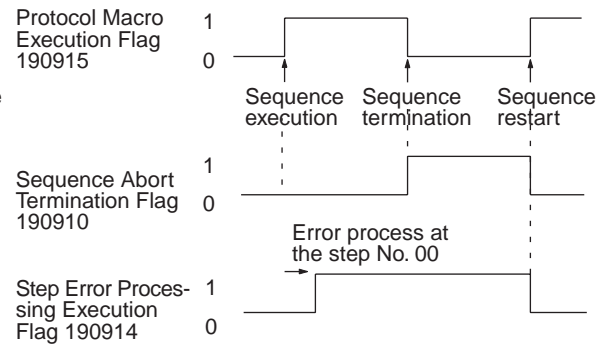 Protocol Macro
Execution Flag
190915
1
0
e
Sequence execution
Sequence termination
Sequence restart
Sequence Abort
Termination Flag
190910
1
0
Error process at
the step No. 00
Step Error Proces-
sing Execution
Flag 190914
1
0